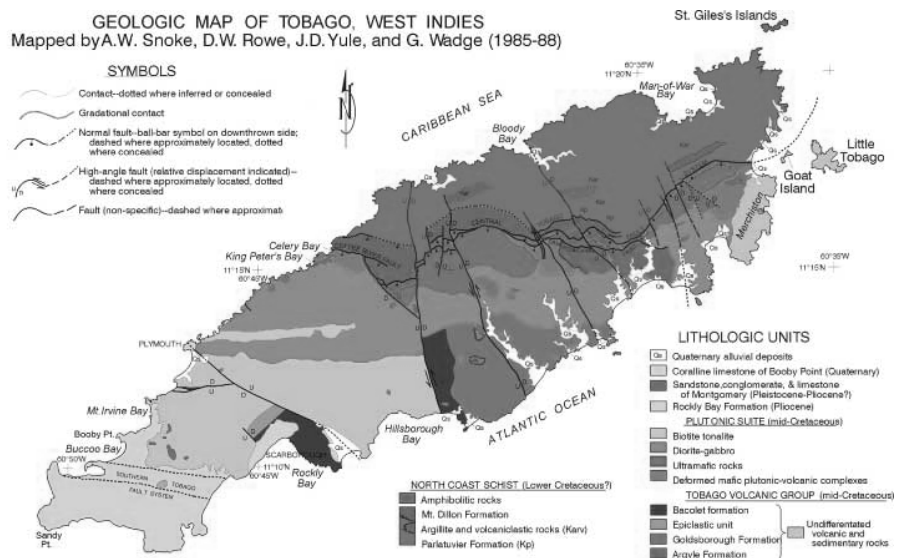 GEOLOGIC MAP OF TOBAGO, WEST INDIES
Mapped by A.W. Snoke, D.W. Rowe, J.D. Yule, and G. Wadge (1985-88)
St. Giles's Islands
SYMBOLS
Contact--dotted where inferred or concealed
Gradational contact
Normal fault--ball-bar symbol on downthrown side;
dashed where approximately located, dotted
where concealed
High-angle fault (relative displacement indicated)--
dashed where approximately located, dotted
where concealed
Fault (non-specific)--dashed where approximat
N
CARIBBEAN SEA
60°35'
11°20'
Man-of-War
Bay
Bloody
Bay
Little
Tobago
Goat
Island
Merchiston
CENTRAL
Celery Bay
King Peter's Bay
11°15'
60°45'
60°35'
11°15'
PLYMOUTH
Mt. Irvine Bay
Booby Pt.
Buccoo Bay
60°50'
SOUTHERN TOBAGO
FAULT SYSTEM
Sandy
Pt.
SCARBOROUGH
11°10'
60°45'
Rockly
Bay
Hillsborough
Bay
ATLANTIC OCEAN
LITHOLOGIC UNITS
Qs Quaternary alluvial deposits
Coralline limestone of Booby Point (Quaternary)
Sandstone,conglomerate, & limestone
of Montgomery (Pleistocene-Pliocene?)
Rockly Bay Formation (Pliocene)
PLUTONIC SUITE (mid-Cretaceous)
Biotite tonalite
Diorite-gabbro
Ultramafic rocks
Deformed mafic plutonic-volcanic complexes
TOBAGO VOLCANIC GROUP (mid-Cretaceous)
Bacolet formation
Epiclastic unit
Goldsborough Formation
Argyle Formation
Undifferentated
volcanic and
sedimentary rocks
NORTH COAST SCHIST (Lower Cretaceous?)
Amphibolitic rocks
Mt. Dillon Formation
Argillite and volcaniclastic rocks (Karv)
Parlatuvier Formation (Kp)